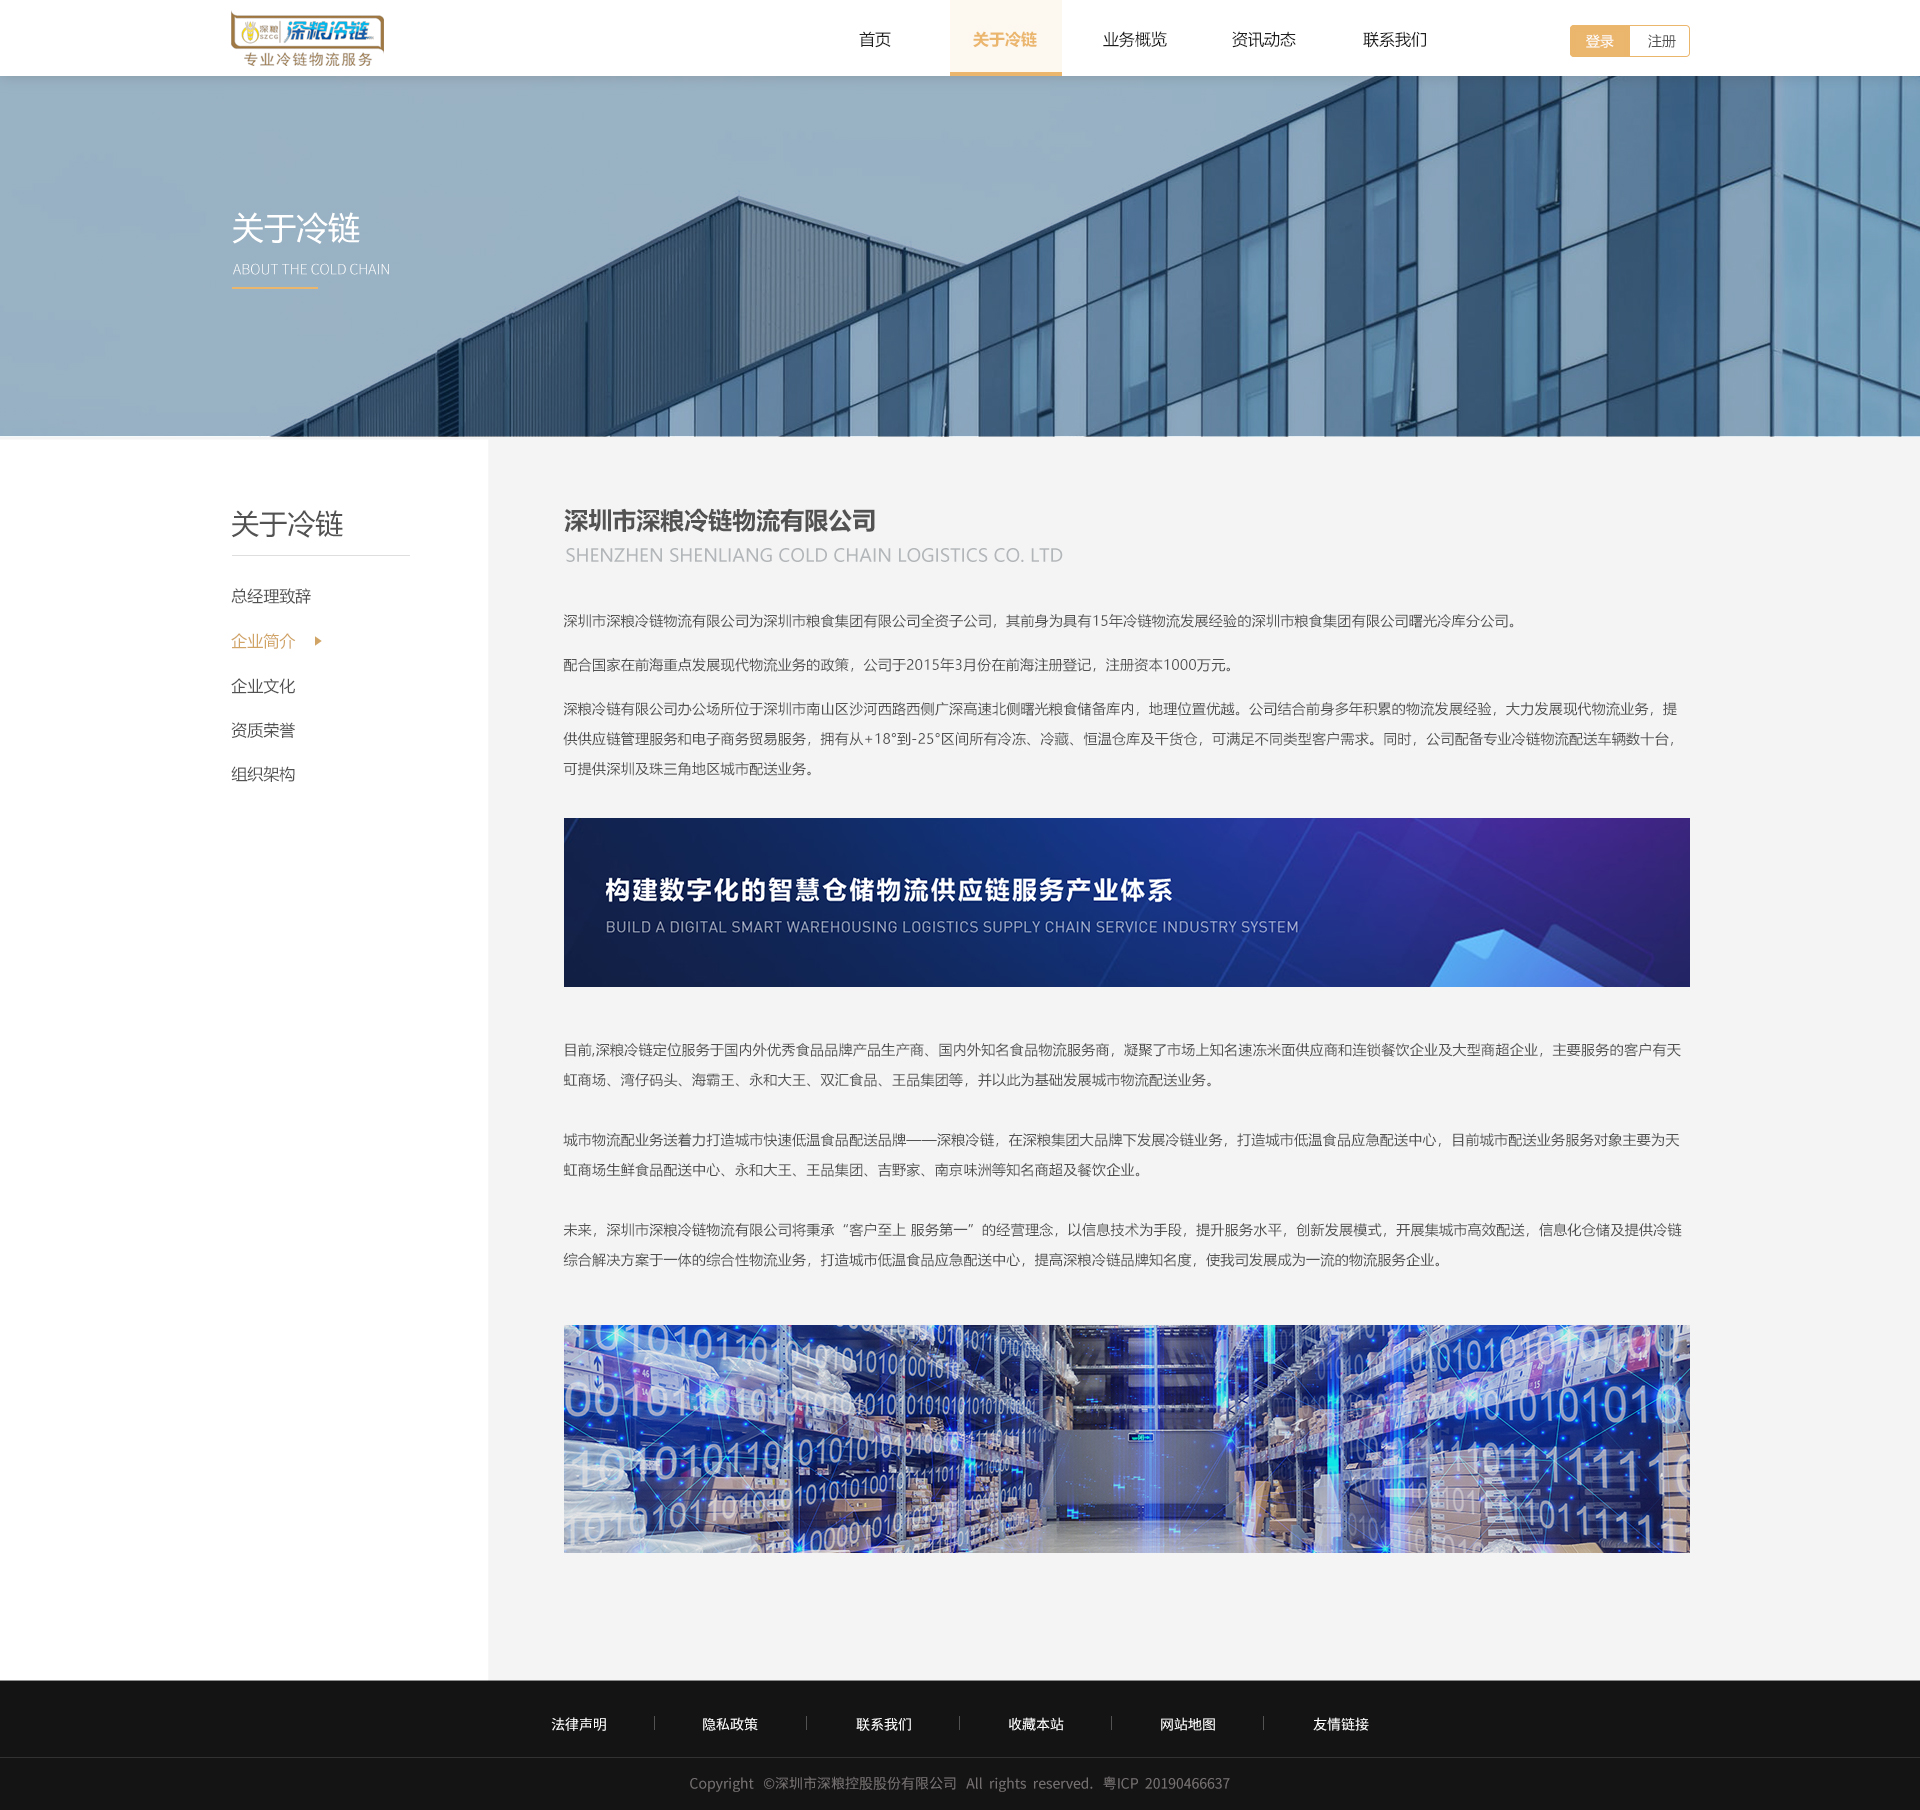 深粮
SZCG
深粮冷链
专业冷链物流服务
首页
关于冷链
业务概览
资讯动态
联系我们
登录
注册
关于冷链
ABOUT THE COLD CHAIN
关于冷链
总经理致辞
企业简介
企业文化
资质荣誉
组织架构
深圳市深粮冷链物流有限公司
SHENZHEN SHENLIANG COLD CHAIN LOGISTICS CO. LTD
深圳市深粮冷链物流有限公司为深圳市粮食集团有限公司全资子公司，其前身为具有15年冷链物流发展经验的深圳市粮食集团有限公司曙光冷库分公司。
配合国家在前海重点发展现代物流业务的政策，公司于2015年3月份在前海注册登记，注册资本1000万元。
深粮冷链有限公司办公场所位于深圳市南山区沙河西路西侧广深高速北侧曙光粮食储备库内，地理位置优越。公司结合前身多年积累的物流发展经验，大力发展现代物流业务，提
供供应链管理服务和电子商务贸易服务，拥有从+18°到-25°区间所有冷冻、冷藏、恒温仓库及干货仓，可满足不同类型客户需求。同时，公司配备专业冷链物流配送车辆数十台，
可提供深圳及珠三角地区城市配送业务。
构建数字化的智慧仓储物流供应链服务产业体系
BUILD A DIGITAL SMART WAREHOUSING LOGISTICS SUPPLY CHAIN SERVICE INDUSTRY SYSTEM
目前,深粮冷链定位服务于国内外优秀食品品牌产品生产商、国内外知名食品物流服务商，凝聚了市场上知名速冻米面供应商和连锁餐饮企业及大型商超企业，主要服务的客户有天
虹商场、湾仔码头、海霸王、永和大王、双汇食品、王品集团等，并以此为基础发展城市物流配送业务。
城市物流配业务送着力打造城市快速低温食品配送品牌——深粮冷链，在深粮集团大品牌下发展冷链业务，打造城市低温食品应急配送中心，目前城市配送业务服务对象主要为天
虹商场生鲜食品配送中心、永和大王、王品集团、吉野家、南京味洲等知名商超及餐饮企业。
未来，深圳市深粮冷链物流有限公司将秉承“客户至上 服务第一”的经营理念，以信息技术为手段，提升服务水平，创新发展模式，开展集城市高效配送，信息化仓储及提供冷链
综合解决方案于一体的综合性物流业务，打造城市低温食品应急配送中心，提高深粮冷链品牌知名度，使我司发展成为一流的物流服务企业。
法律声明
隐私政策
联系我们
收藏本站
网站地图
友情链接
Copyright ©深圳市深粮控股股份有限公司 All rights reserved. 粤ICP 20190466637